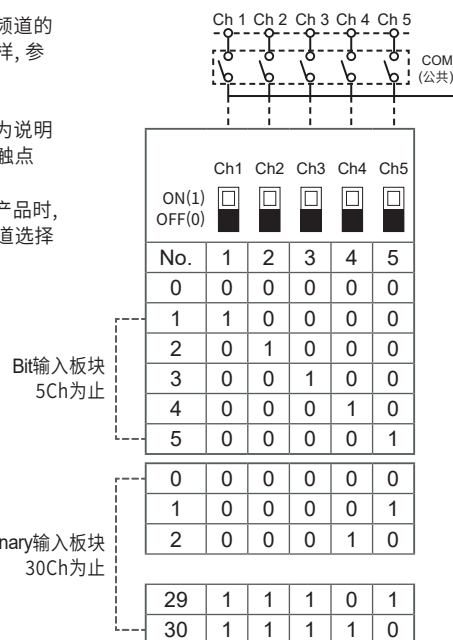 频道的
样, 参
为说明
触点
产品时,
道选择
Ch 1 Ch 2 Ch 3 Ch 4 Ch 5
COM
(公共)
Ch1 Ch2 Ch3 Ch4 Ch5
ON(1)
OFF(0)
No. 1 2 3 4 5
0 0 0 0 0 0
1 1 0 0 0 0
2 0 1 0 0 0
3 0 0 1 0 0
4 0 0 0 1 0
5 0 0 0 0 1
Bit输入板块
5Ch为止
0 0 0 0 0 0
1 0 0 0 0 1
2 0 0 0 1 0
nary输入板块
30Ch为止
29 1 1 1 0 1
30 1 1 1 1 0